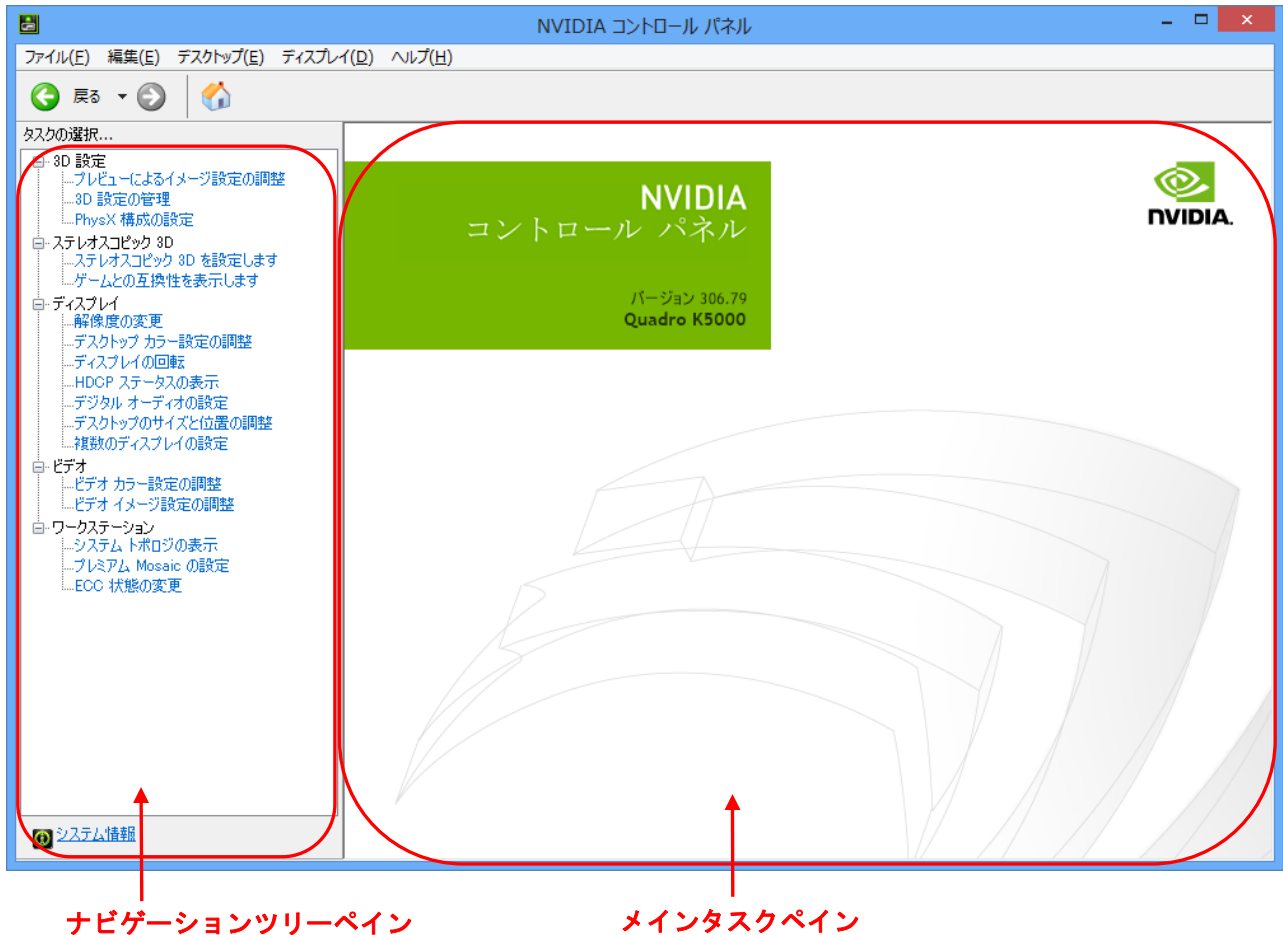 NVIDIA コントロール パネル
ファイル(F) 編集(E) デスクトップ(E) ディスプレイ(D) ヘルプ(H)
戻る
タスクの選択...
3D 設定
プレビューによるイメージ設定の調整
3D 設定の管理
PhysX 構成の設定
ステレオスコピック 3D
ステレオスコピック 3D を設定します
ゲームとの互換性を表示します
ディスプレイ
解像度の変更
デスクトップ カラー設定の調整
ディスプレイの回転
HDCP ステータスの表示
デジタル オーディオの設定
デスクトップのサイズと位置の調整
複数のディスプレイの設定
ビデオ
ビデオ カラー設定の調整
ビデオ イメージ設定の調整
ワークステーション
システム トポロジの表示
プレミアム Mosaic の設定
ECC 状態の変更
システム情報
NVIDIA
コントロール パネル
バージョン 306.79
Quadro K5000
NVIDIA.
ナビゲーションツリーペイン
メインタスクペイン